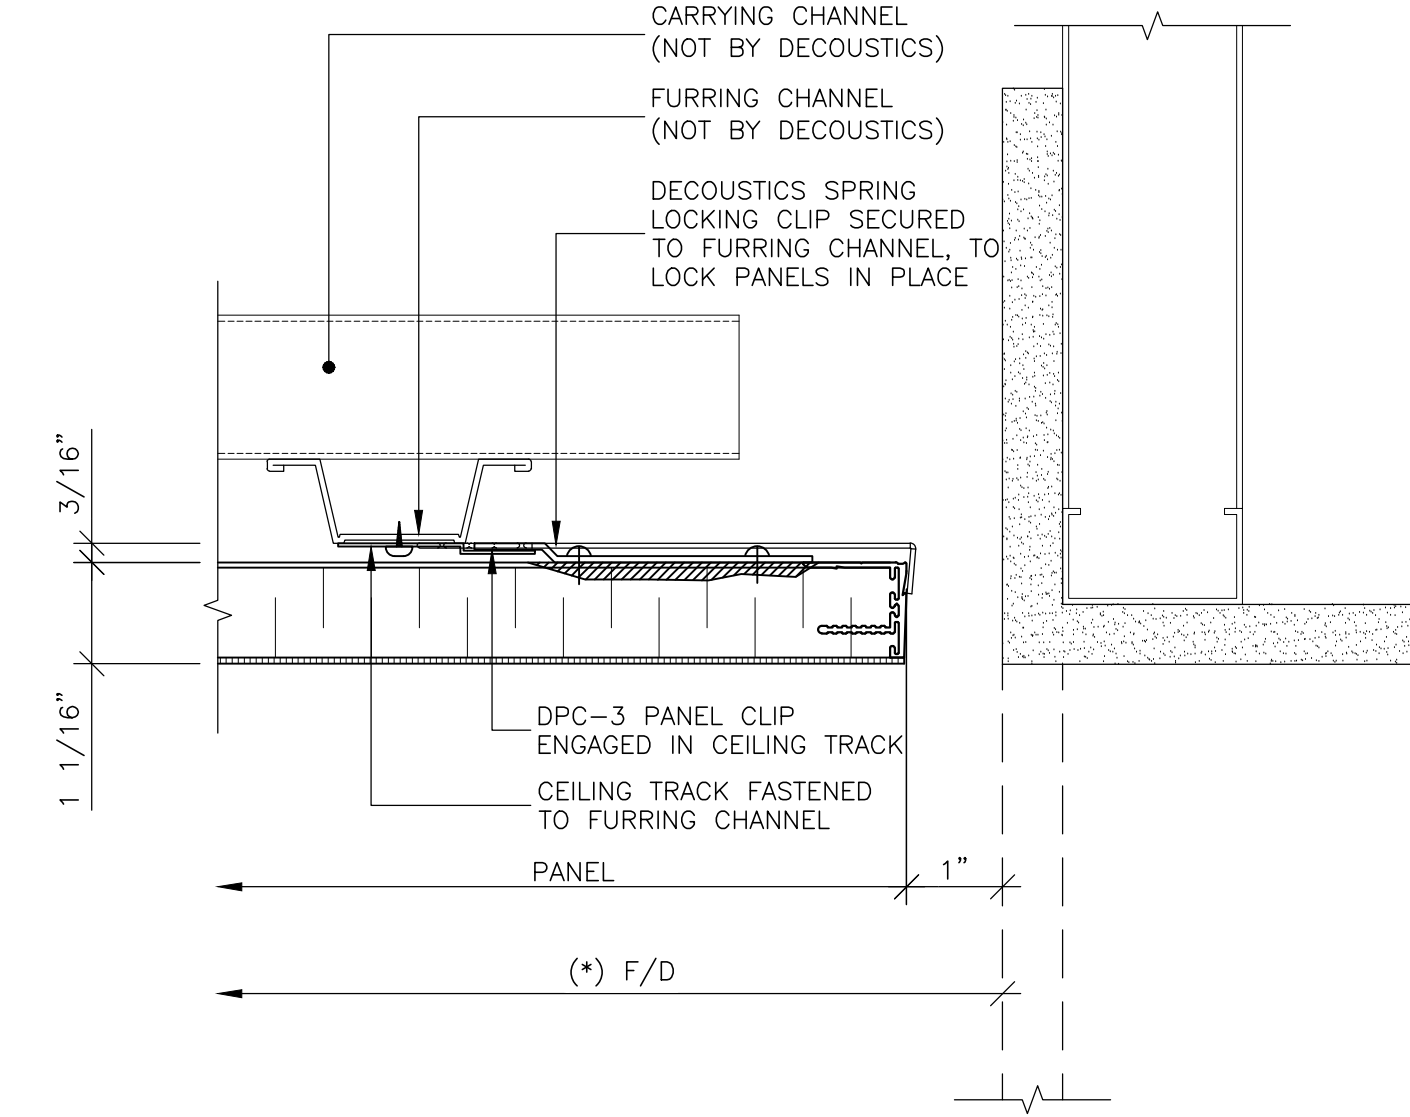 CARRYING CHANNEL
(NOT BY DECOUSTICS)
FURRING CHANNEL
(NOT BY DECOUSTICS)
DECOUSTICS SPRING
LOCKING CLIP SECURED
TO FURRING CHANNEL, TO
LOCK PANELS IN PLACE
3/16”
1 1/16”
DPC-3 PANEL CLIP
ENGAGED IN CEILING TRACK
CEILING TRACK FASTENED
TO FURRING CHANNEL
PANEL
1”
(*) F/D